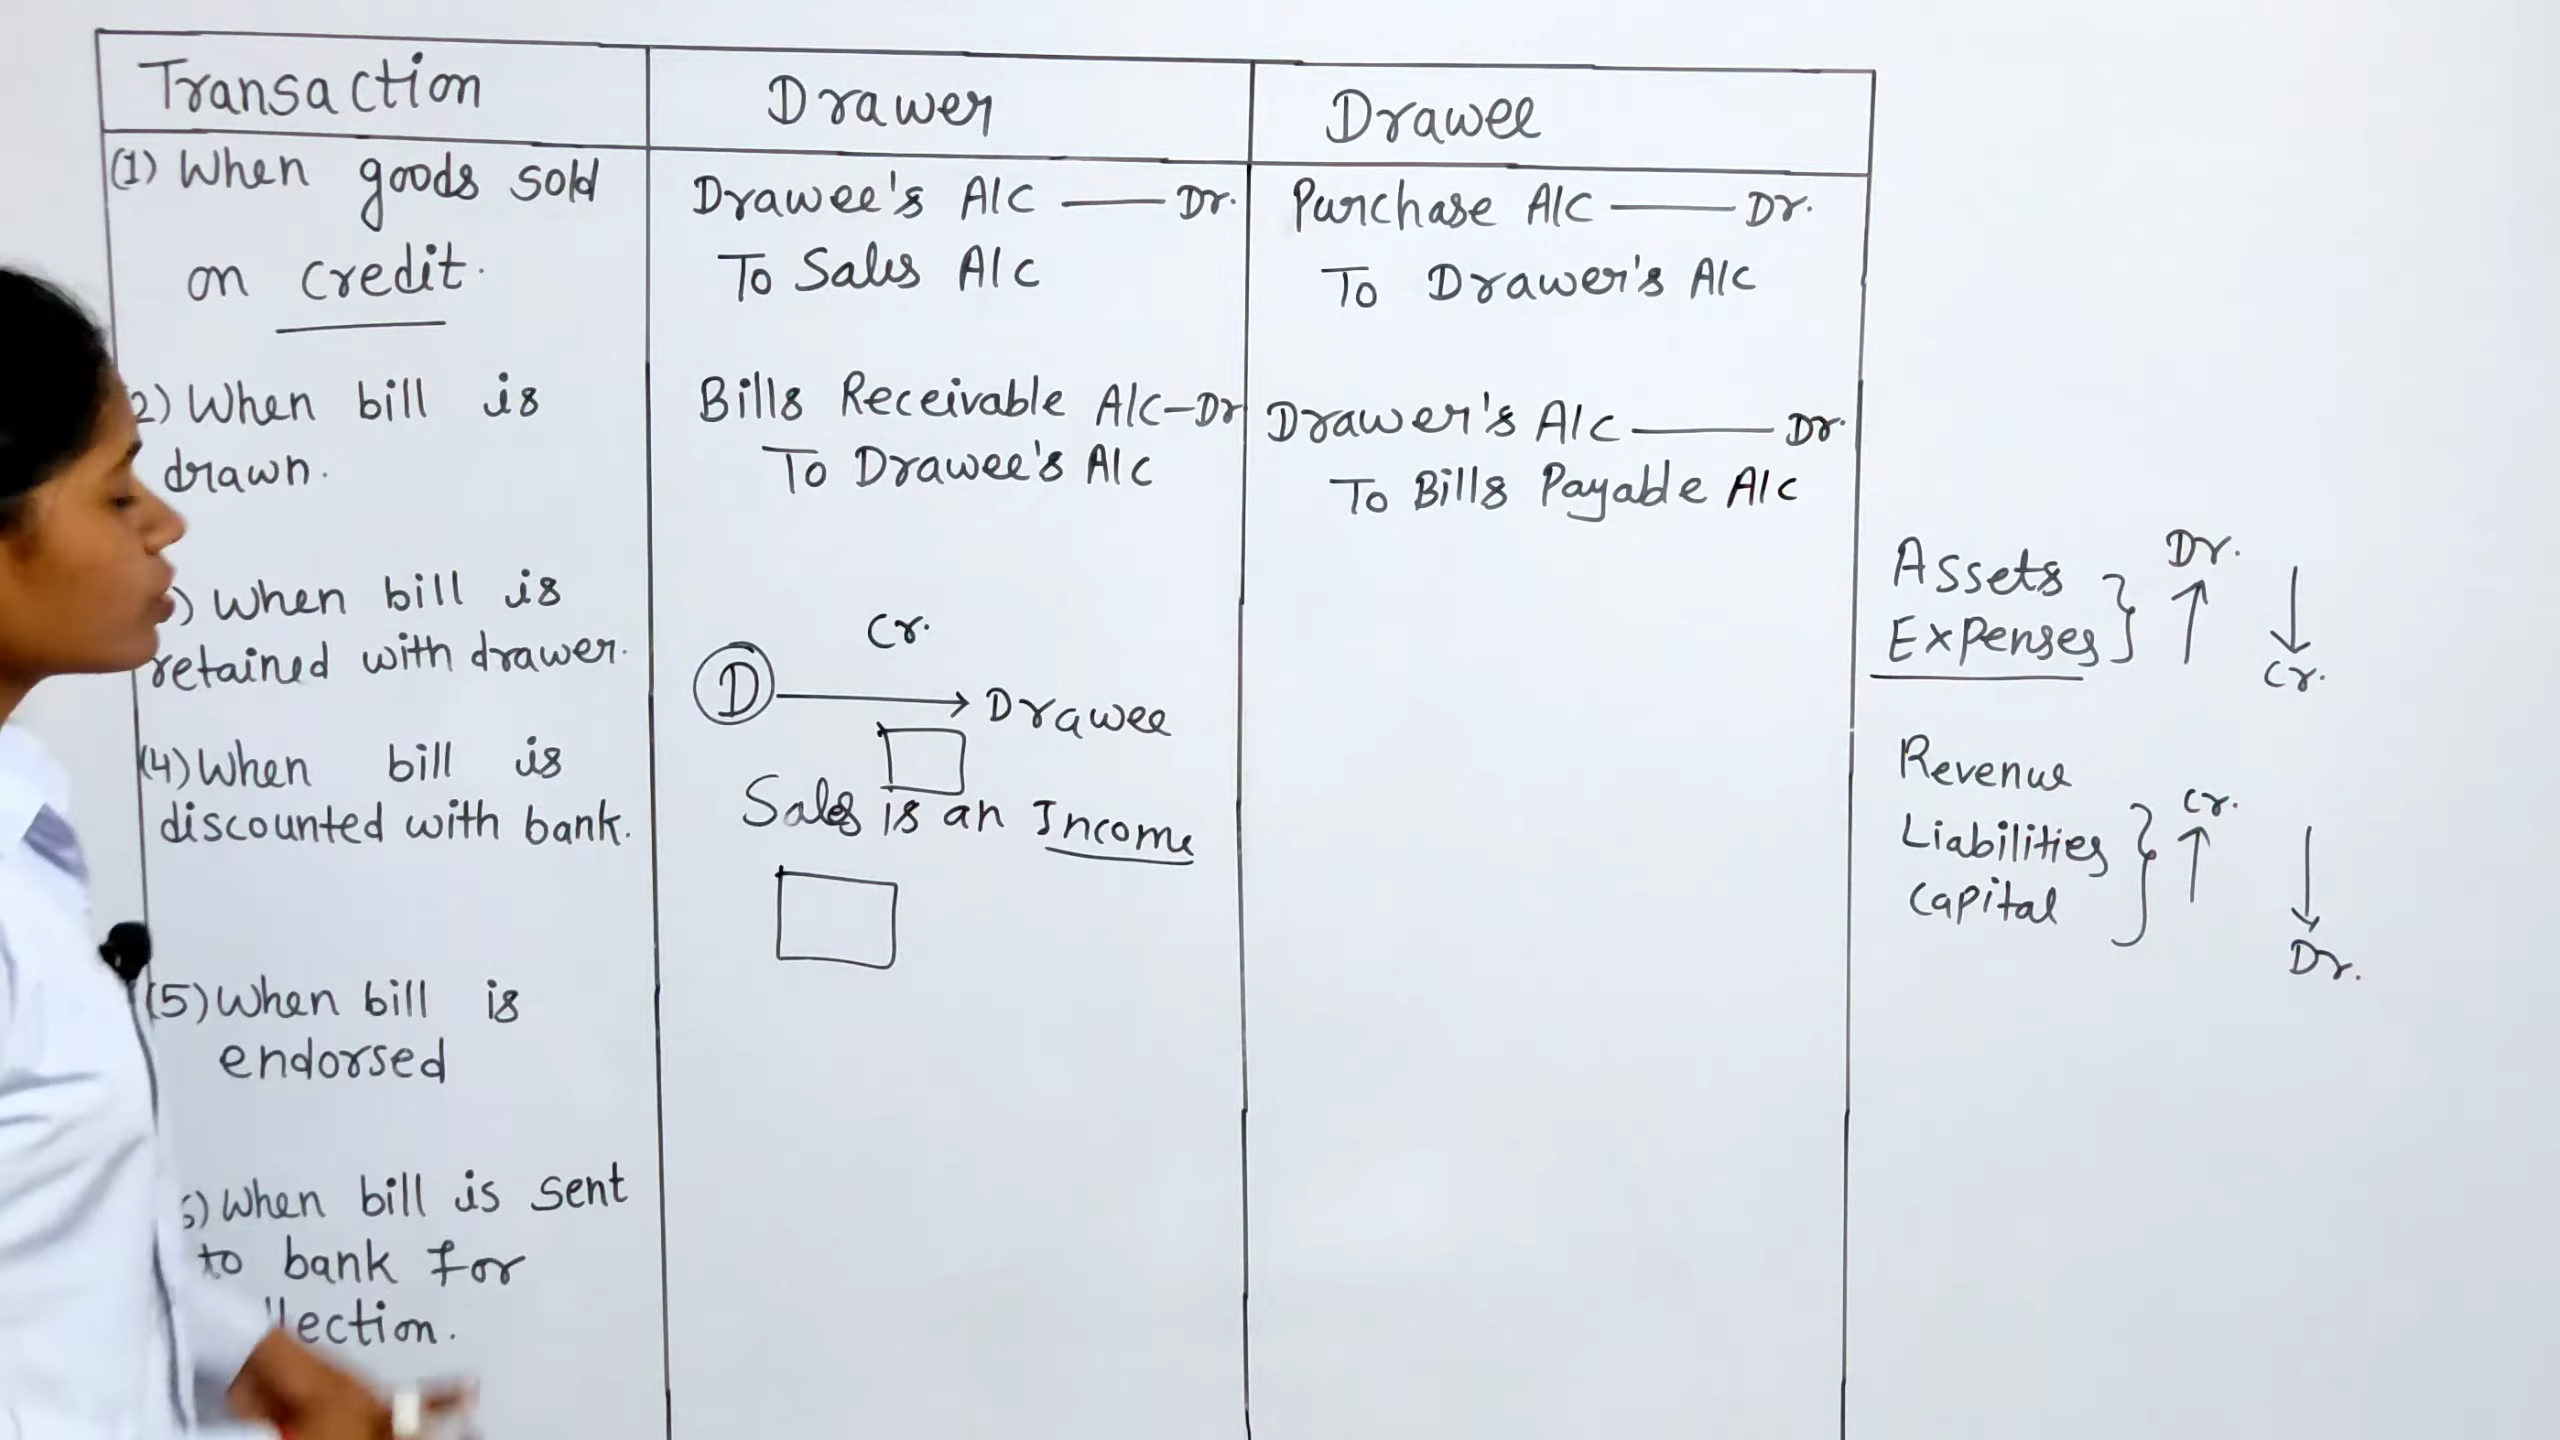 Transaction
Drawer
Drawee
(1) When goods sold
on credit.
Drawee's A/C —— Dr.
To Sales A/C
Purchase A/C —— Dr.
To Drawer's A/C
2) When bill is
drawn.
Bills Receivable A/C-Dr
To Drawee's A/C
Drawer's A/C —— Dr.
To Bills Payable A/C
) When bill is
retained with drawer.
(4) When bill is
discounted with bank.
Cr.
D → Drawee
Sales is an Income
(5) When bill is
endorsed
) When bill is sent
to bank for
llection.
Assets
Expenses
Dr.
↑ ↓
Cr.
Revenue
Liabilities
Capital
Cr.
↑ ↓
Dr.